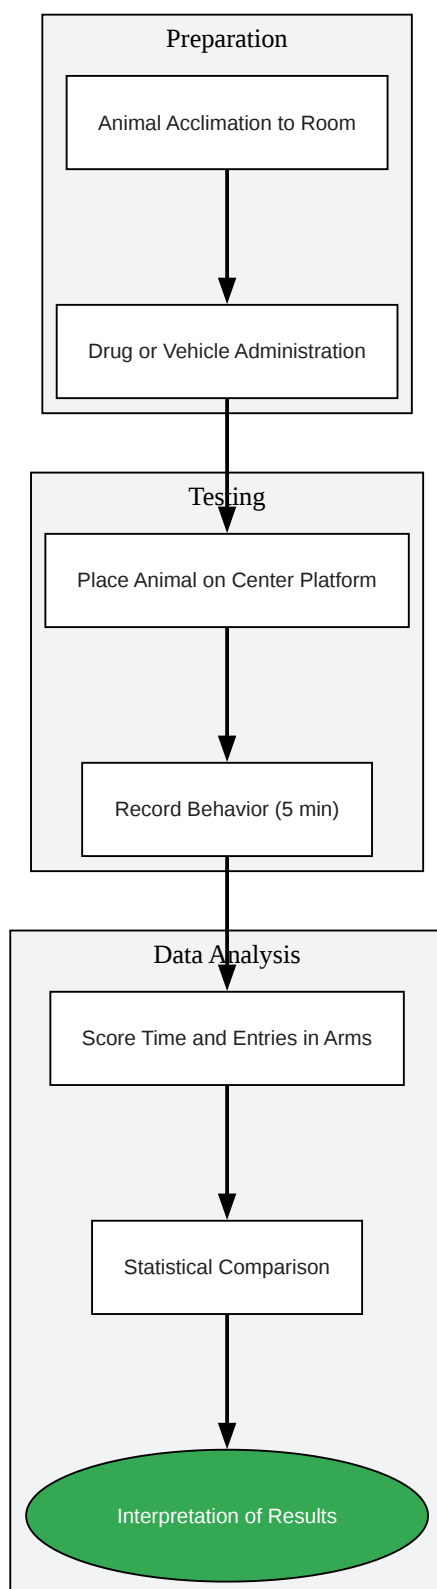 Preparation
Animal Acclimation to Room
Drug or Vehicle Administration
Testing
Place Animal on Center Platform
Record Behavior (5 min)
Data Analysis
Score Time and Entries in Arms
Statistical Comparison
Interpretation of Results